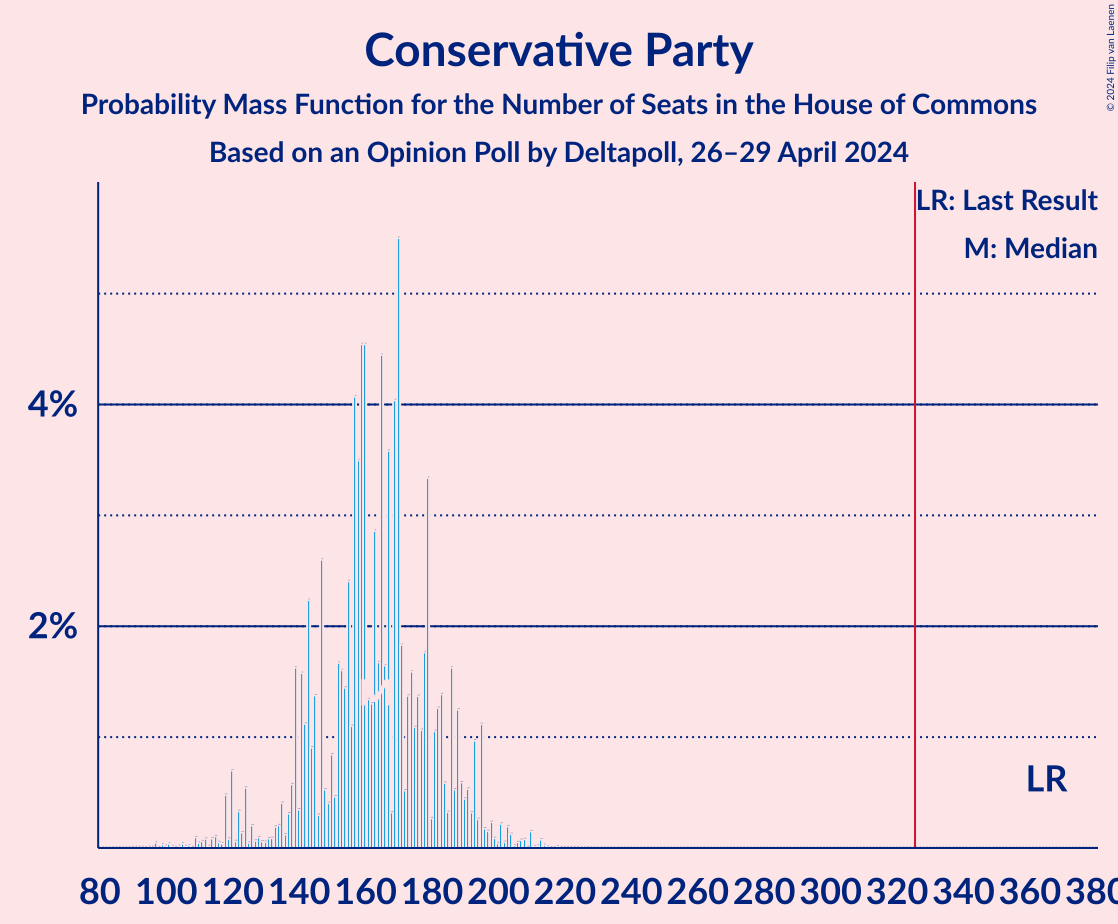 Conservative Party
Probability Mass Function for the Number of Seats in the House of Commons
Based on an Opinion Poll by Deltapoll, 26–29 April 2024
© 2024 Filip van Laenen
LR: Last Result
M: Median
4%
2%
LR
80 100 120 140 160 180 200 220 240 260 280 300 320 340 360 380